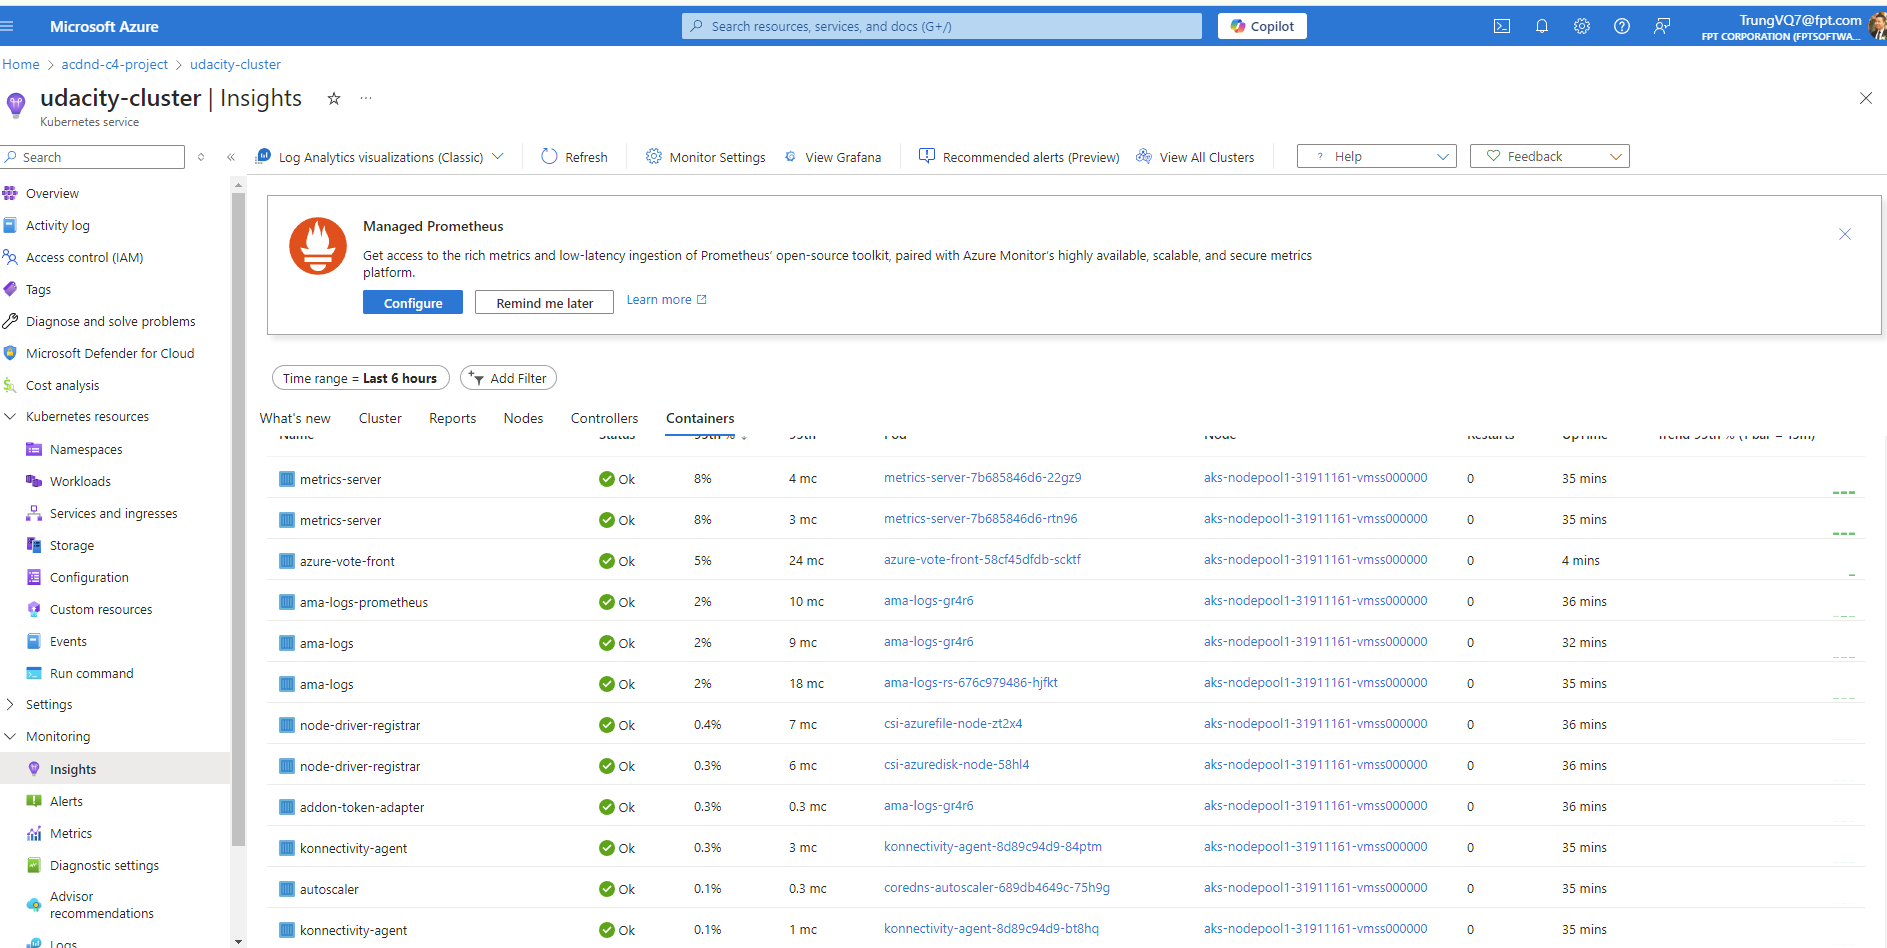 Microsoft Azure
Search resources, services, and docs (G+/)
Copilot
TrungVQ7@fpt.com
FPT CORPORATION (FPTSOFTWA...
Home > acdnd-c4-project > udacity-cluster
udacity-cluster | Insights
Kubernetes service
Search
Log Analytics visualizations (Classic)
Refresh
Monitor Settings
View Grafana
Recommended alerts (Preview)
View All Clusters
? Help
Feedback
Overview
Activity log
Access control (IAM)
Tags
Diagnose and solve problems
Microsoft Defender for Cloud
Cost analysis
Kubernetes resources
Namespaces
Workloads
Services and ingresses
Storage
Configuration
Custom resources
Events
Run command
Settings
Monitoring
Insights
Alerts
Metrics
Diagnostic settings
Advisor
recommendations
Logs
Managed Prometheus
Get access to the rich metrics and low-latency ingestion of Prometheus' open-source toolkit, paired with Azure Monitor's highly available, scalable, and secure metrics
platform.
Configure
Remind me later
Learn more
Time range = Last 6 hours
Add Filter
What's new Cluster Reports Nodes Controllers Containers
Name Status 95th % ↓ 95th Pod Node Restarts UpTime Trend 95th % (1 bar = 15m)
metrics-server Ok 8% 4 mc metrics-server-7b685846d6-22gz9 aks-nodepool1-31911161-vmss000000 0 35 mins
metrics-server Ok 8% 3 mc metrics-server-7b685846d6-rtn96 aks-nodepool1-31911161-vmss000000 0 35 mins
azure-vote-front Ok 5% 24 mc azure-vote-front-58cf45dfdb-scktf aks-nodepool1-31911161-vmss000000 0 4 mins
ama-logs-prometheus Ok 2% 10 mc ama-logs-gr4r6 aks-nodepool1-31911161-vmss000000 0 36 mins
ama-logs Ok 2% 9 mc ama-logs-gr4r6 aks-nodepool1-31911161-vmss000000 0 32 mins
ama-logs Ok 2% 18 mc ama-logs-rs-676c979486-hjfkt aks-nodepool1-31911161-vmss000000 0 35 mins
node-driver-registrar Ok 0.4% 7 mc csi-azurefile-node-zt2x4 aks-nodepool1-31911161-vmss000000 0 36 mins
node-driver-registrar Ok 0.3% 6 mc csi-azuredisk-node-58hl4 aks-nodepool1-31911161-vmss000000 0 36 mins
addon-token-adapter Ok 0.3% 0.3 mc ama-logs-gr4r6 aks-nodepool1-31911161-vmss000000 0 36 mins
konnectivity-agent Ok 0.3% 3 mc konnectivity-agent-8d89c94d9-84ptm aks-nodepool1-31911161-vmss000000 0 35 mins
autoscaler Ok 0.1% 0.3 mc coredns-autoscaler-689db4649c-75h9g aks-nodepool1-31911161-vmss000000 0 35 mins
konnectivity-agent Ok 0.1% 1 mc konnectivity-agent-8d89c94d9-bt8hq aks-nodepool1-31911161-vmss000000 0 35 mins